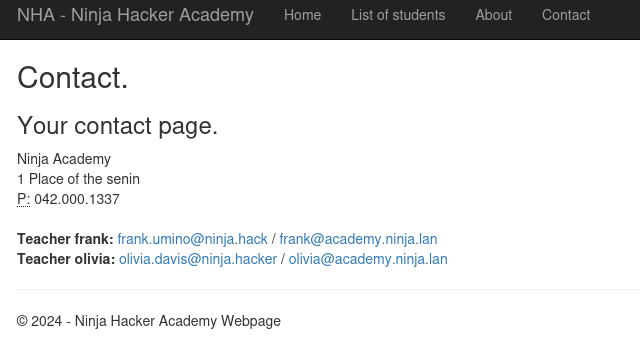 NHA - Ninja Hacker Academy Home List of students About Contact
Contact.
Your contact page.
Ninja Academy
1 Place of the senin
P: 042.000.1337
Teacher frank: frank.umino@ninja.hack / frank@academy.ninja.lan
Teacher olivia: olivia.davis@ninja.hacker / olivia@academy.ninja.lan
© 2024 - Ninja Hacker Academy Webpage